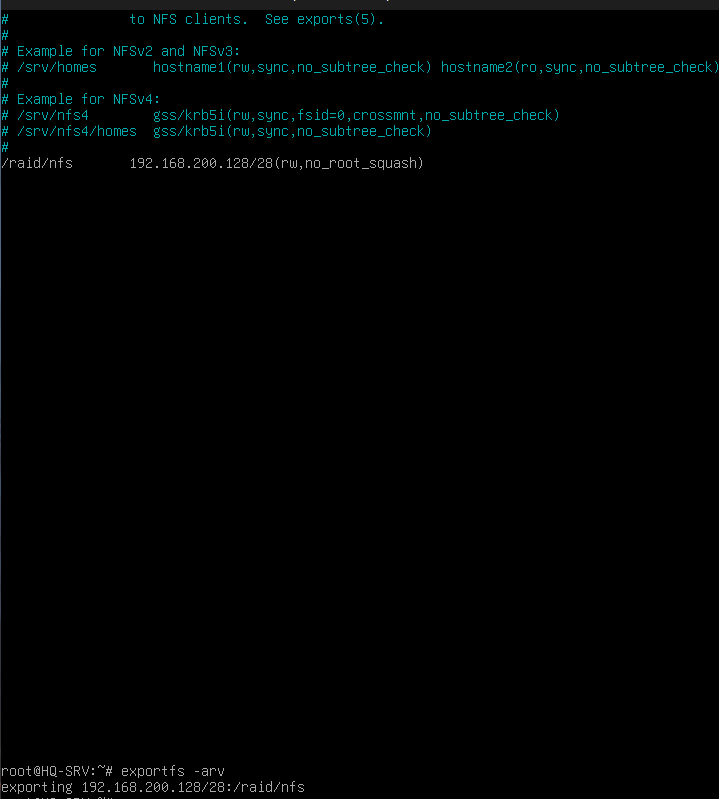 #               to NFS clients.  See exports(5).
#
# Example for NFSv2 and NFSv3:
# /srv/homes       hostname1(rw,sync,no_subtree_check) hostname2(ro,sync,no_subtree_check)
#
# Example for NFSv4:
# /srv/nfs4        gss/krb5i(rw,sync,fsid=0,crossmnt,no_subtree_check)
# /srv/nfs4/homes  gss/krb5i(rw,sync,no_subtree_check)
#
/raid/nfs       192.168.200.128/28(rw,no_root_squash)
root@HQ-SRV:~# exportfs -arv
exporting 192.168.200.128/28:/raid/nfs